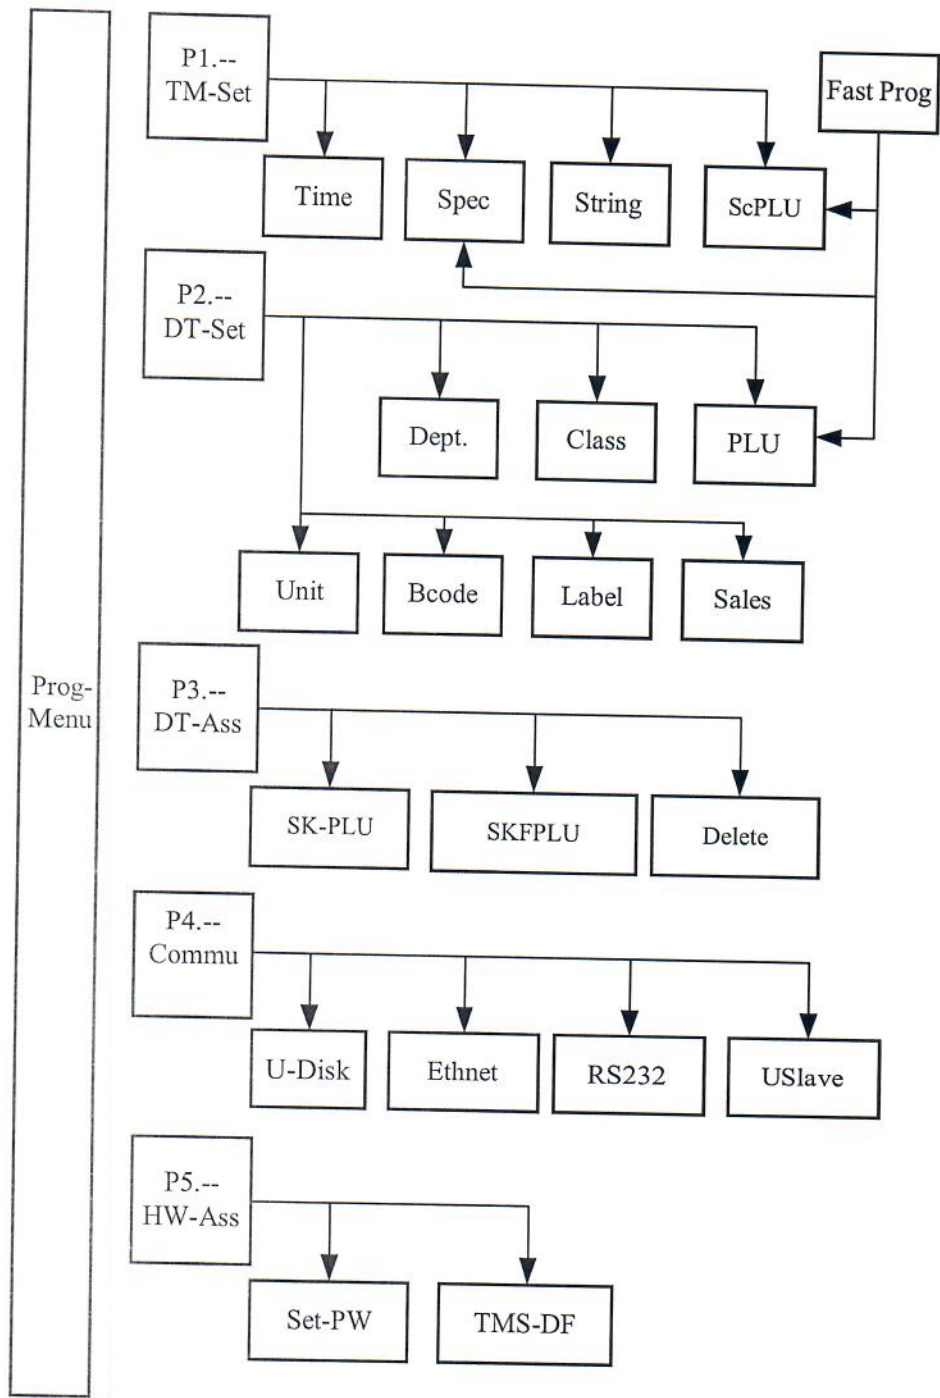 P1.--
TM-Set
Fast Prog
Time
Spec
String
ScPLU
P2.--
DT-Set
Dept.
Class
PLU
Unit
Bcode
Label
Sales
Prog-
Menu
P3.--
DT-Ass
SK-PLU
SKFPLU
Delete
P4.--
Commu
U-Disk
Ethnet
RS232
USlave
P5.--
HW-Ass
Set-PW
TMS-DF